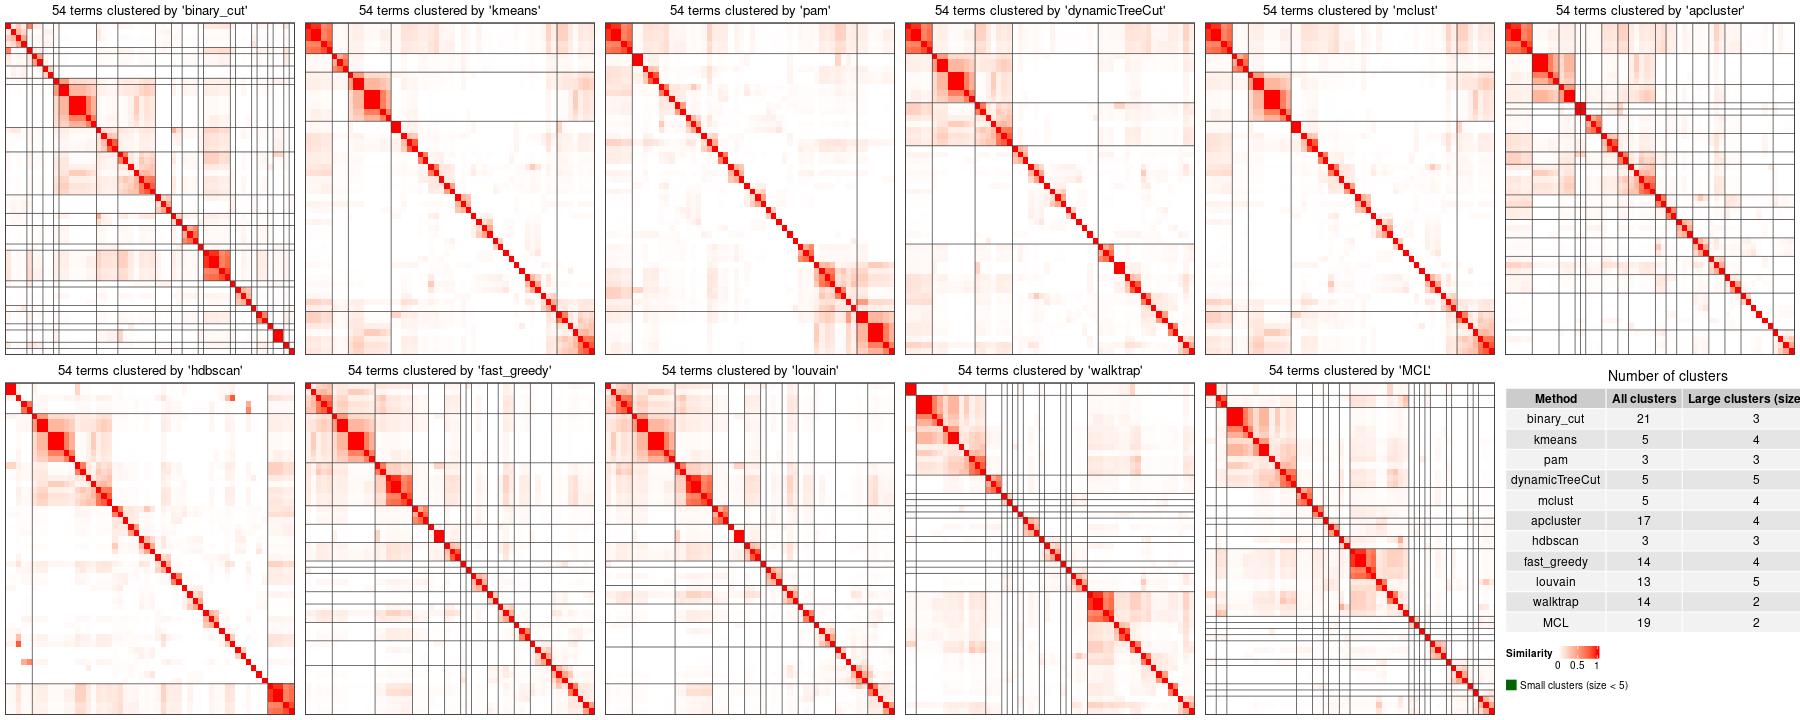 54 terms clustered by 'binary_cut'
54 terms clustered by 'kmeans'
54 terms clustered by 'pam'
54 terms clustered by 'dynamicTreeCut'
54 terms clustered by 'mclust'
54 terms clustered by 'apcluster'
54 terms clustered by 'hdbscan'
54 terms clustered by 'fast_greedy'
54 terms clustered by 'louvain'
54 terms clustered by 'walktrap'
54 terms clustered by 'MCL'
Number of clusters
Method All clusters Large clusters (size
binary_cut 21 3
kmeans 5 4
pam 3 3
dynamicTreeCut 5 5
mclust 5 4
apcluster 17 4
hdbscan 3 3
fast_greedy 14 4
louvain 13 5
walktrap 14 2
MCL 19 2
Similarity
0 0.5 1
Small clusters (size < 5)